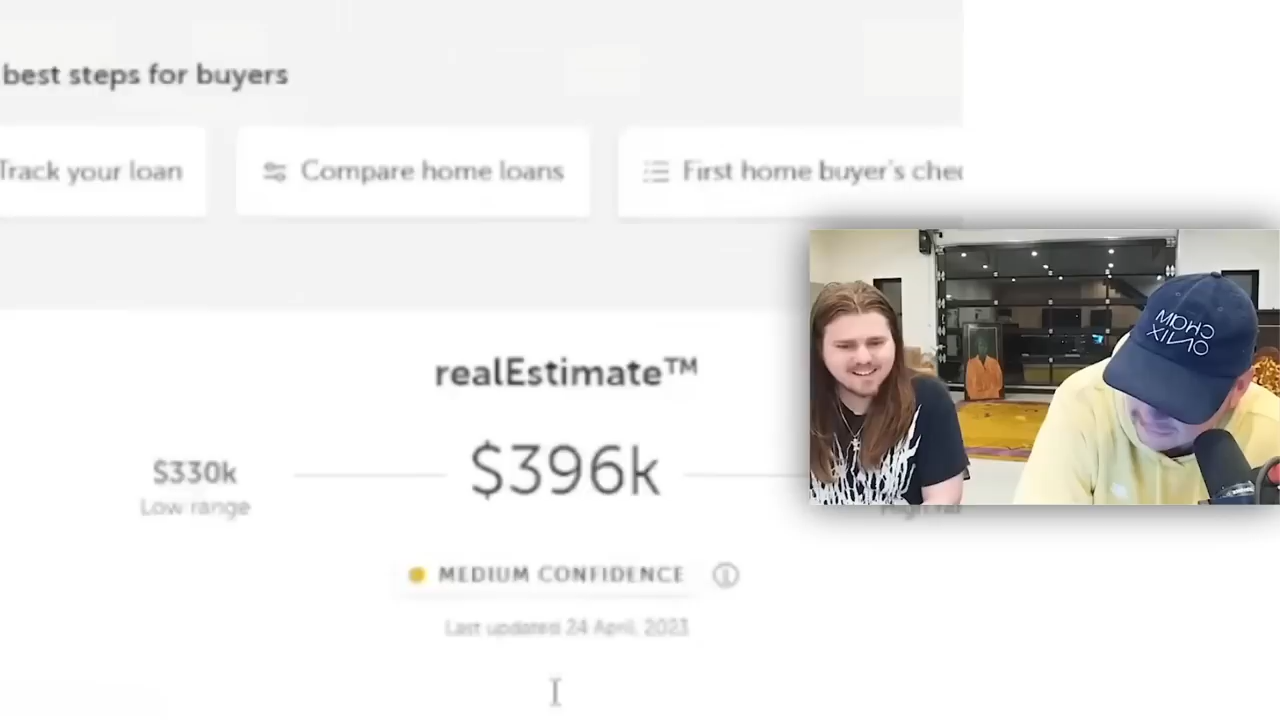 best steps for buyers
Track your loan
Compare home loans
First home buyer's chec
realEstimate™
$330k
$396k
Low range
MEDIUM CONFIDENCE
Last updated 24 April, 2023